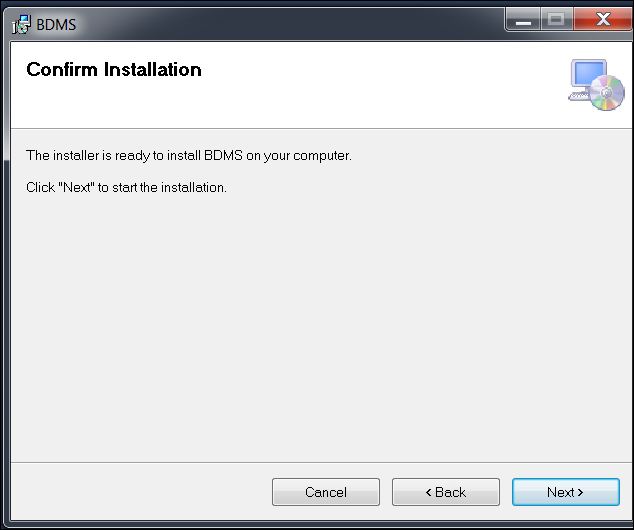 BDMS
Confirm Installation
The installer is ready to install BDMS on your computer.
Click "Next" to start the installation.
Cancel
< Back
Next >